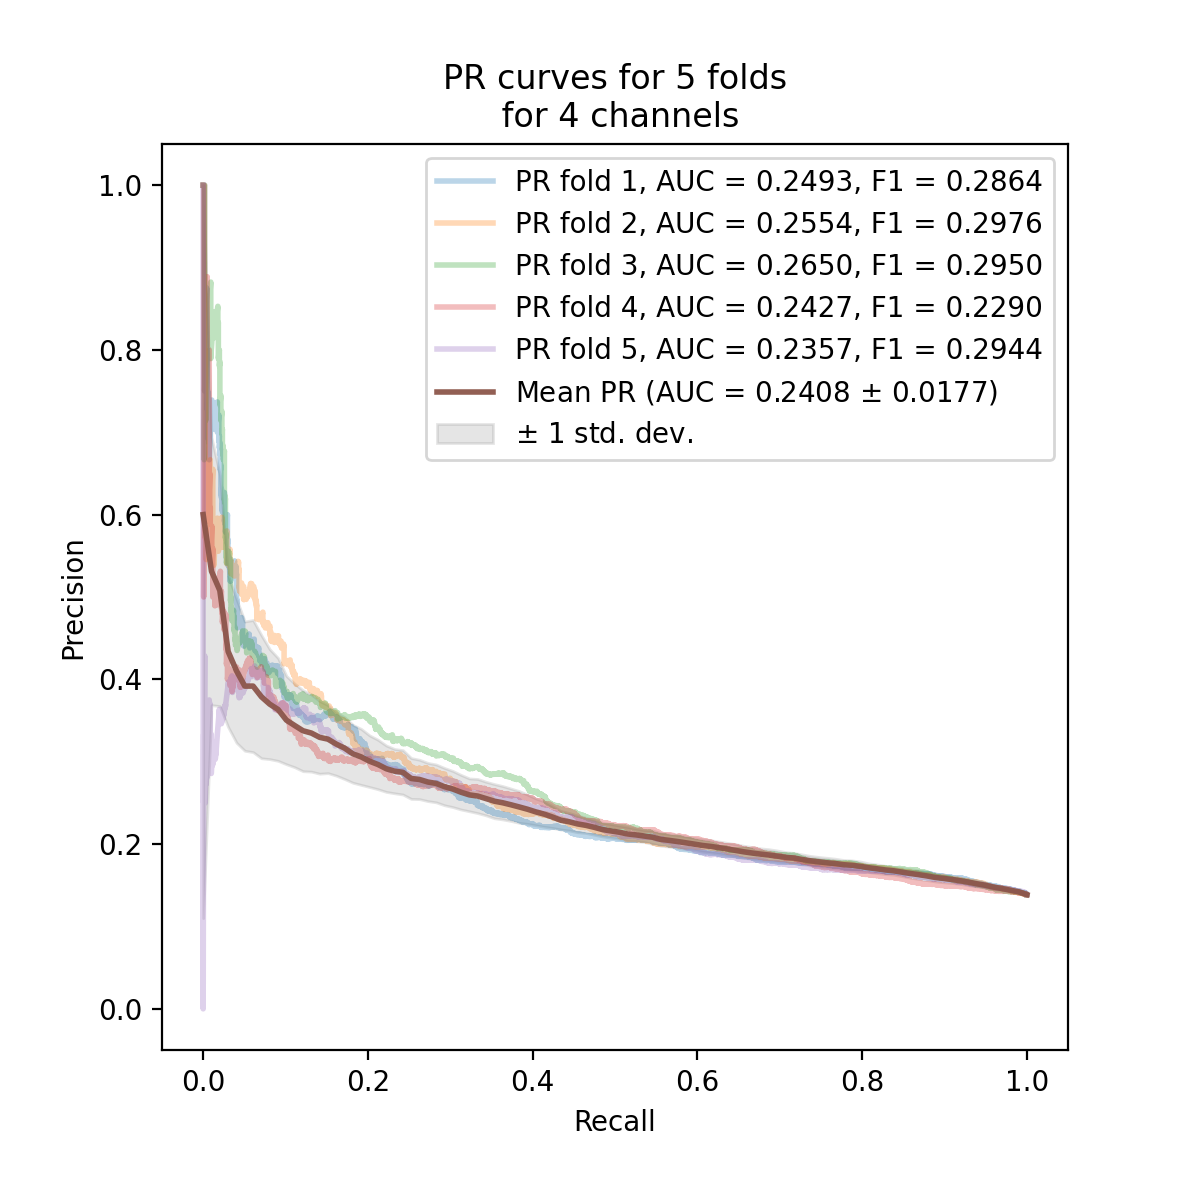 PR curves for 5 folds
for 4 channels
PR fold 1, AUC = 0.2493, F1 = 0.2864
PR fold 2, AUC = 0.2554, F1 = 0.2976
PR fold 3, AUC = 0.2650, F1 = 0.2950
PR fold 4, AUC = 0.2427, F1 = 0.2290
PR fold 5, AUC = 0.2357, F1 = 0.2944
Mean PR (AUC = 0.2408 ± 0.0177)
± 1 std. dev.
Precision
1.0
0.8
0.6
0.4
0.2
0.0
0.0 0.2 0.4 0.6 0.8 1.0
Recall